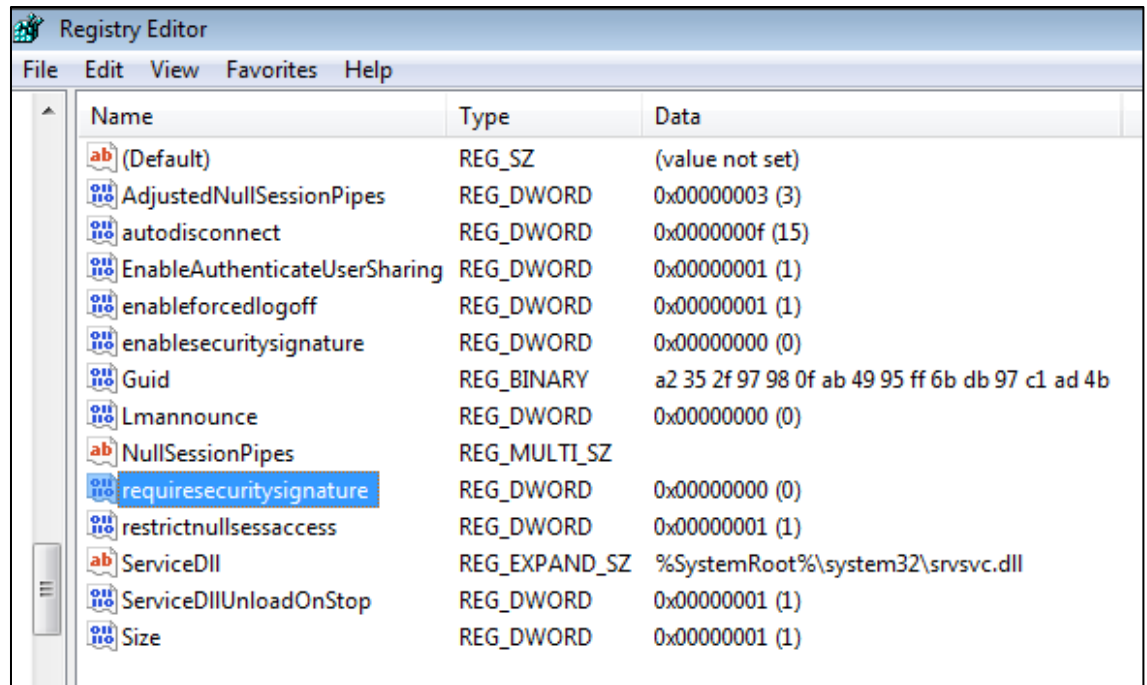 Registry Editor
File Edit View Favorites Help
Name Type Data
(Default) REG_SZ (value not set)
AdjustedNullSessionPipes REG_DWORD 0x00000003 (3)
autodisconnect REG_DWORD 0x0000000f (15)
EnableAuthenticateUserSharing REG_DWORD 0x00000001 (1)
enableforcedlogoff REG_DWORD 0x00000001 (1)
enablesecuritysignature REG_DWORD 0x00000000 (0)
Guid REG_BINARY a2 35 2f 97 98 0f ab 49 95 ff 6b db 97 c1 ad 4b
Lmannounce REG_DWORD 0x00000000 (0)
NullSessionPipes REG_MULTI_SZ
requiresecuritysignature REG_DWORD 0x00000000 (0)
restrictnullsessaccess REG_DWORD 0x00000001 (1)
ServiceDll REG_EXPAND_SZ %SystemRoot%\system32\srvsvc.dll
ServiceDllUnloadOnStop REG_DWORD 0x00000001 (1)
Size REG_DWORD 0x00000001 (1)